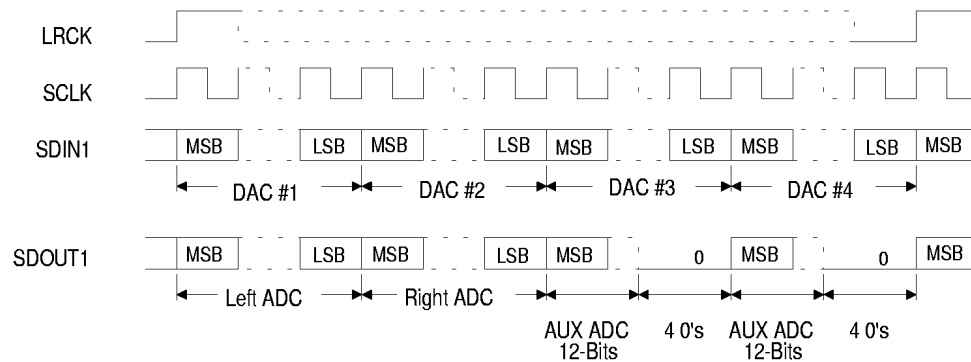 LRCK
SCLK
SDIN1 MSB LSB MSB LSB MSB LSB MSB LSB MSB
DAC #1 DAC #2 DAC #3 DAC #4
SDOUT1 MSB LSB MSB LSB MSB 0 MSB 0 MSB
Left ADC Right ADC
AUX ADC 4 0's AUX ADC 4 0's
12-Bits 12-Bits